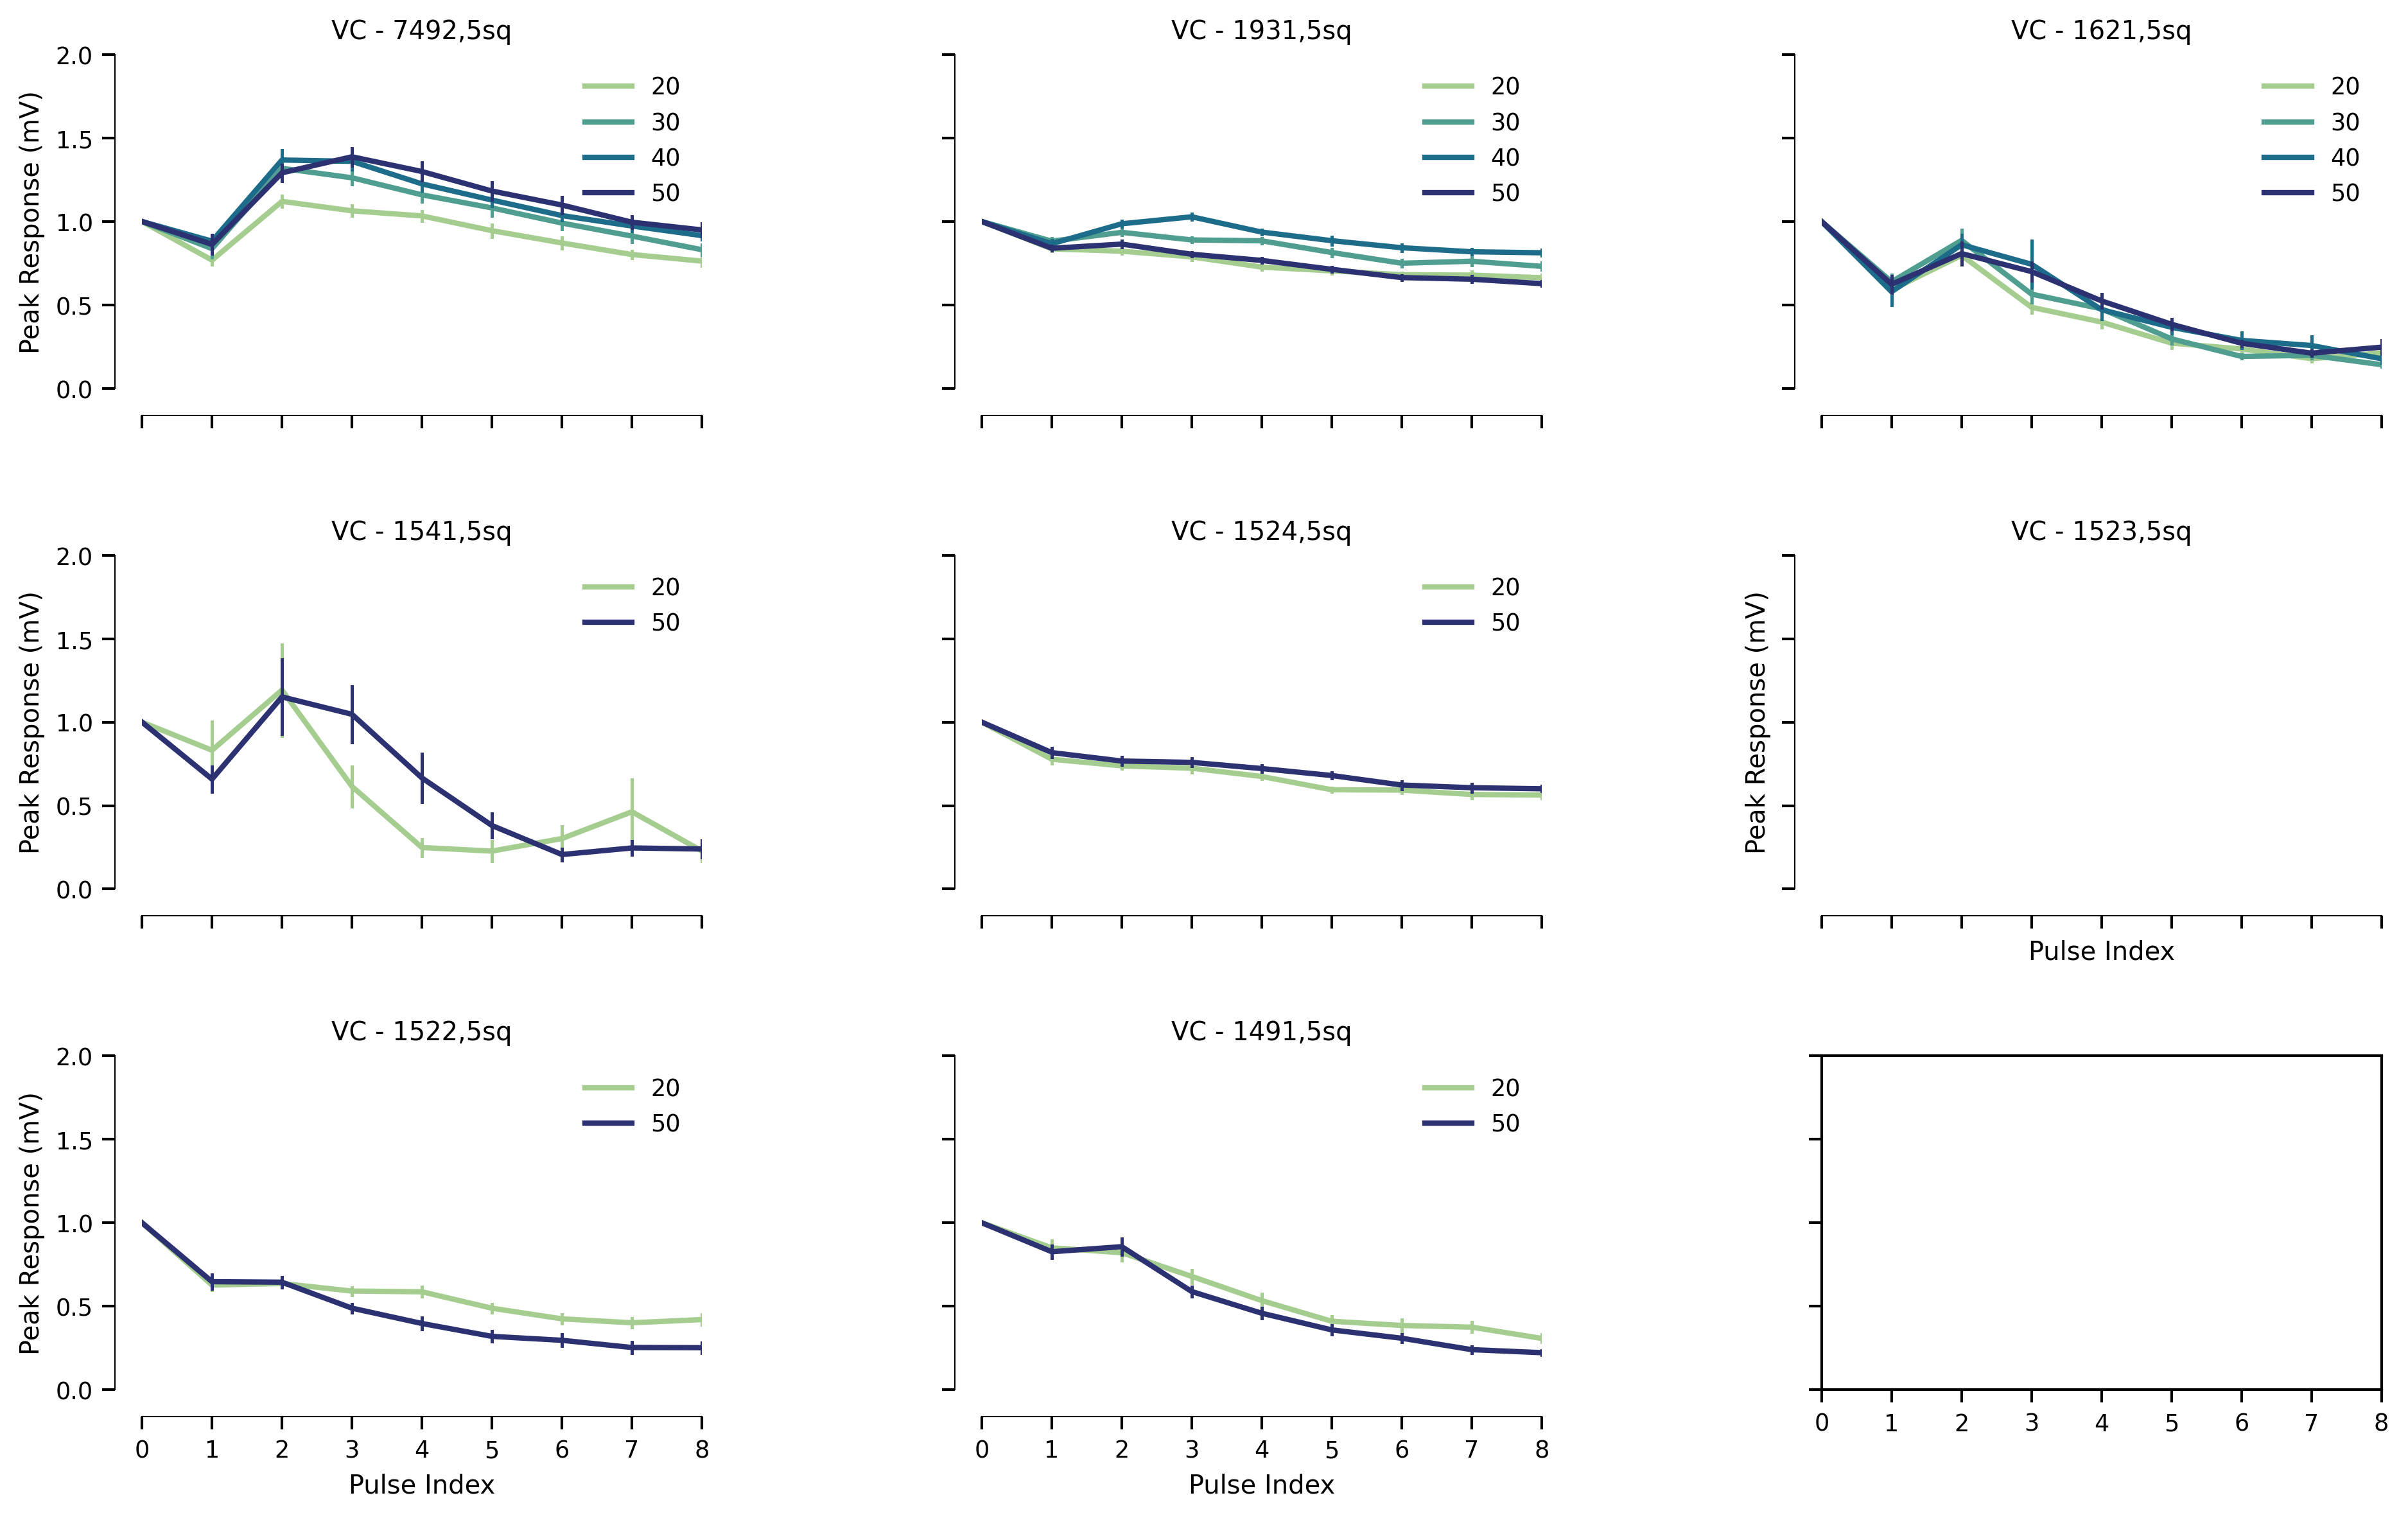 VC - 7492,5sq
Peak Response (mV)
2.0
1.5
1.0
0.5
0.0
20
30
40
50
VC - 1931,5sq
20
30
40
50
VC - 1621,5sq
20
30
40
50
VC - 1541,5sq
Peak Response (mV)
2.0
1.5
1.0
0.5
0.0
20
50
VC - 1524,5sq
20
50
VC - 1523,5sq
Peak Response (mV)
Pulse Index
VC - 1522,5sq
Peak Response (mV)
2.0
1.5
1.0
0.5
0.0
20
50
0 1 2 3 4 5 6 7 8
Pulse Index
VC - 1491,5sq
20
50
0 1 2 3 4 5 6 7 8
Pulse Index
0 1 2 3 4 5 6 7 8